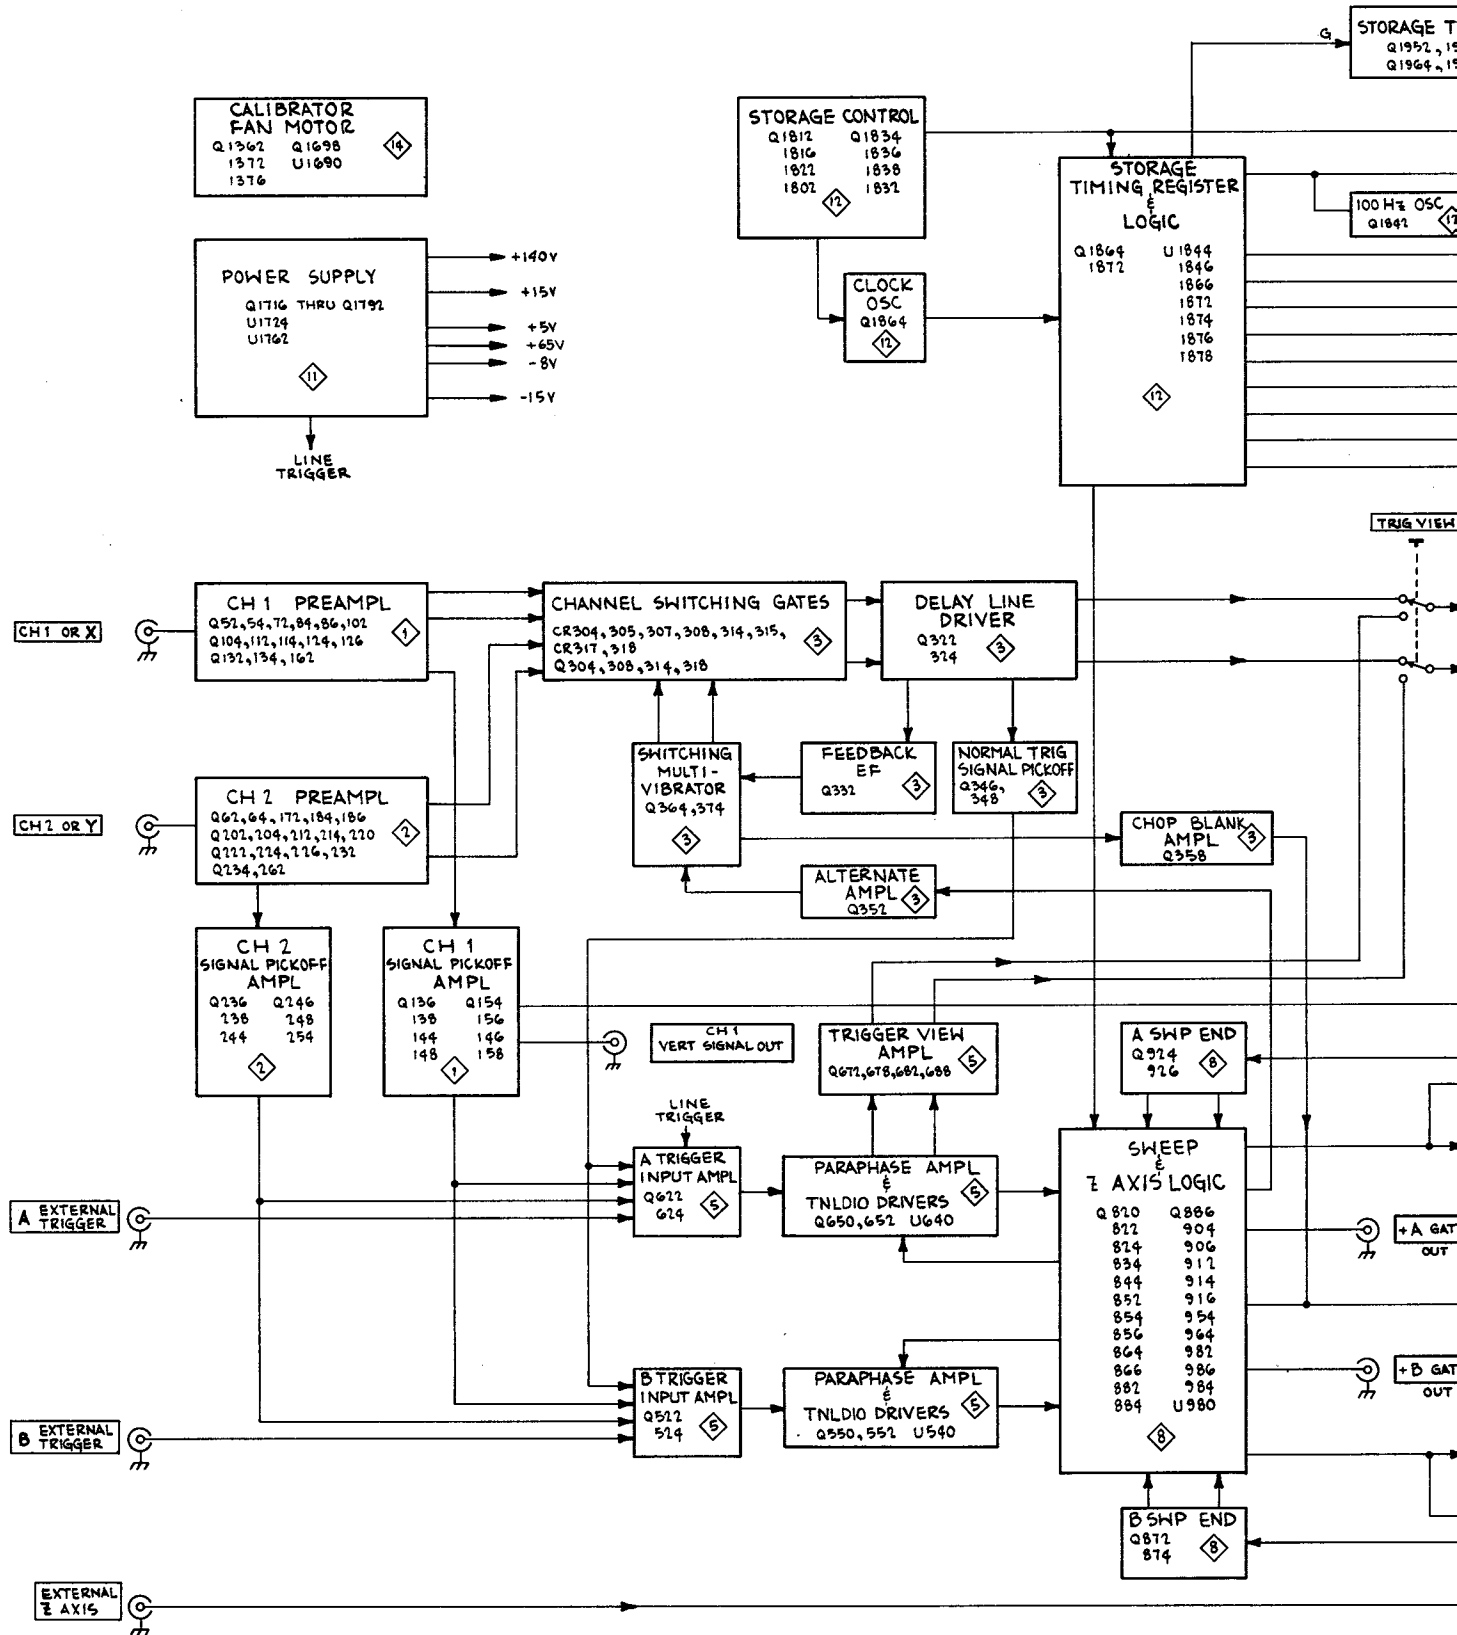 G
STORAGE T
Q1952, 19
Q1964, 19
CALIBRATOR
FAN MOTOR
Q1362 Q1698
1372 U1690
1376
14
STORAGE CONTROL
Q1812 Q1834
1816 1836
1822 1838
1802 1832
12
STORAGE
TIMING REGISTER
&
LOGIC
Q1864 U1844
1872 1846
1866
1872
1874
1876
1878
12
100 Hz OSC
Q1842
12
POWER SUPPLY
Q1716 THRU Q1792
U1724
U1762
11
+140V
+15V
+5V
+65V
-8V
-15V
LINE
TRIGGER
CLOCK
OSC
Q1864
12
TRIG VIEW
CH 1 OR X
CH 1 PREAMPL
Q52,54,72,84,86,102
Q104,112,114,124,126
Q132,134,162
1
CHANNEL SWITCHING GATES
CR304,305,307,308,314,315,
CR317,318
Q304,308,314,318
3
DELAY LINE
DRIVER
Q322
324
3
SWITCHING
MULTI-
VIBRATOR
Q364,374
3
FEEDBACK
EF
Q332
3
NORMAL TRIG
SIGNAL PICKOFF
Q346,
348
3
CH 2 OR Y
CH 2 PREAMPL
Q62,64,172,184,186
Q202,204,212,214,220
Q222,224,226,232
Q234,262
2
CHOP BLANK
AMPL
Q358
3
ALTERNATE
AMPL
Q352
3
CH 2
SIGNAL PICKOFF
AMPL
Q236 Q246
238 248
244 254
2
CH 1
SIGNAL PICKOFF
AMPL
Q136 Q154
138 156
144 146
148 158
1
CH 1
VERT SIGNAL OUT
TRIGGER VIEW
AMPL
Q672,678,682,688
5
A SWP END
Q924
926
8
LINE
TRIGGER
A TRIGGER
INPUT AMPL
Q622
624
5
PARAPHASE AMPL
&
TNLDIO DRIVERS
Q650,652 U640
5
SWEEP
&
Z AXIS LOGIC
Q820 Q886
822 904
824 906
834 912
844 914
852 916
854 954
856 964
864 982
866 986
882 984
884 U980
8
A EXTERNAL
TRIGGER
+A GAT
OUT
B TRIGGER
INPUT AMPL
Q522
524
5
PARAPHASE AMPL
&
TNLDIO DRIVERS
Q550,552 U540
5
+B GAT
OUT
B EXTERNAL
TRIGGER
B SWP END
Q872
874
8
EXTERNAL
Z AXIS